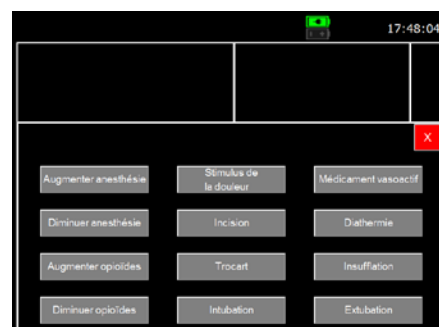 17:48:04
X
Augmenter anesthésie
Stimulus de
la douleur
Médicament vasoactif
Diminuer anesthésie
Incision
Diathermie
Augmenter opioïdes
Trocart
Insufflation
Diminuer opioïdes
Intubation
Extubation